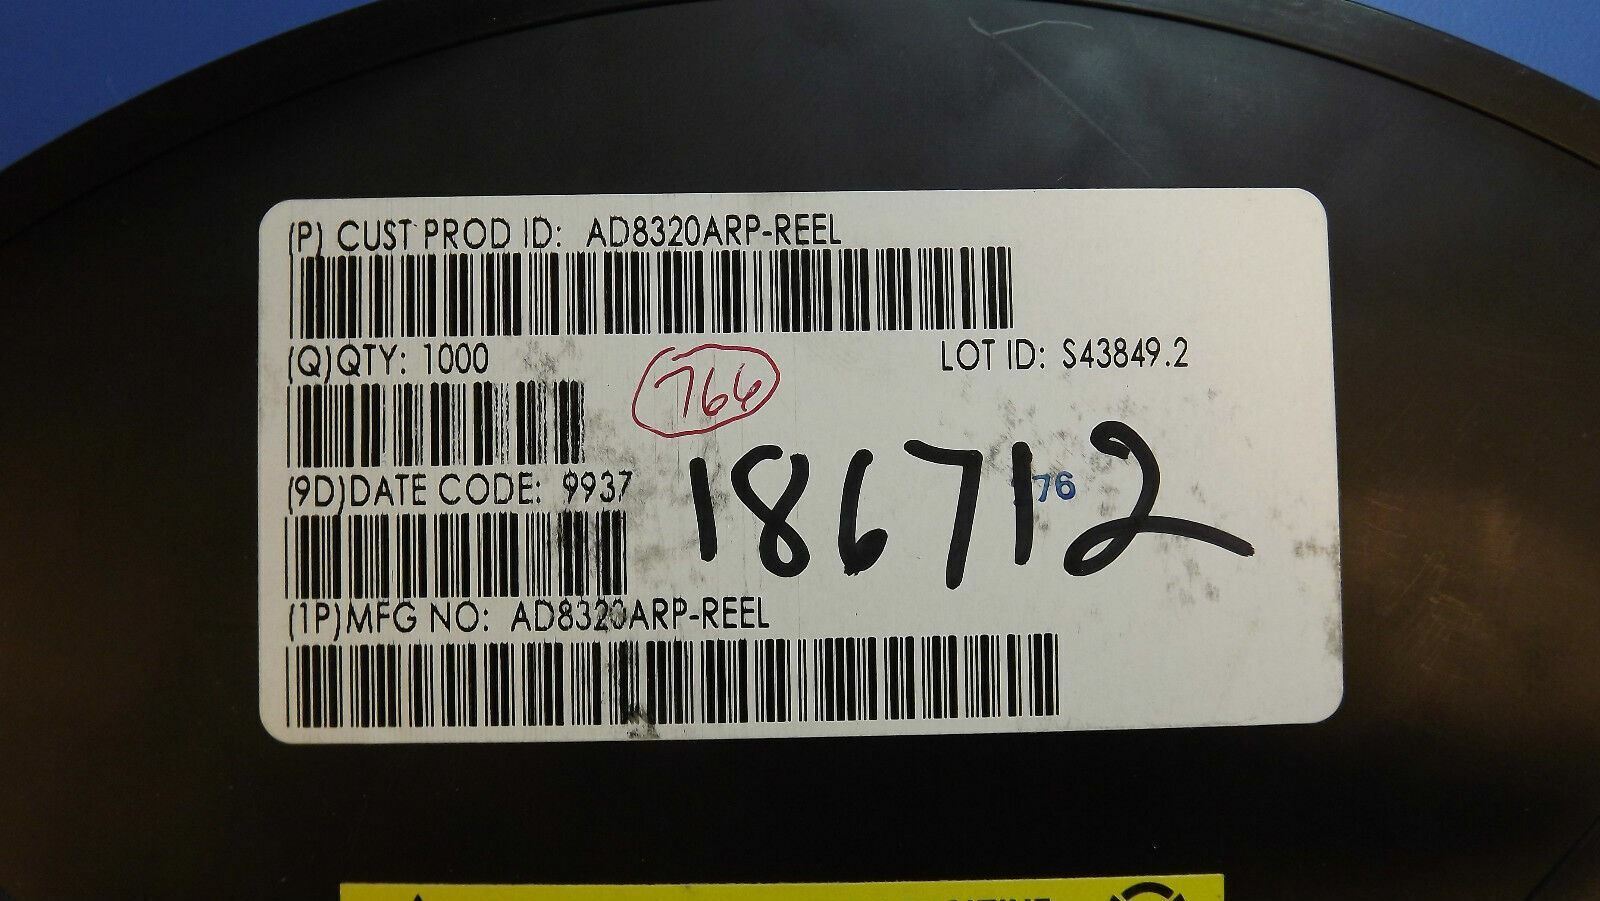 (P) CUST PROD ID: AD8320ARP-REEL
(Q)QTY: 1000
766
LOT ID: S43849.2
186712
76
(9D)DATE CODE: 9937
(1P)MFG NO: AD8320ARP-REEL